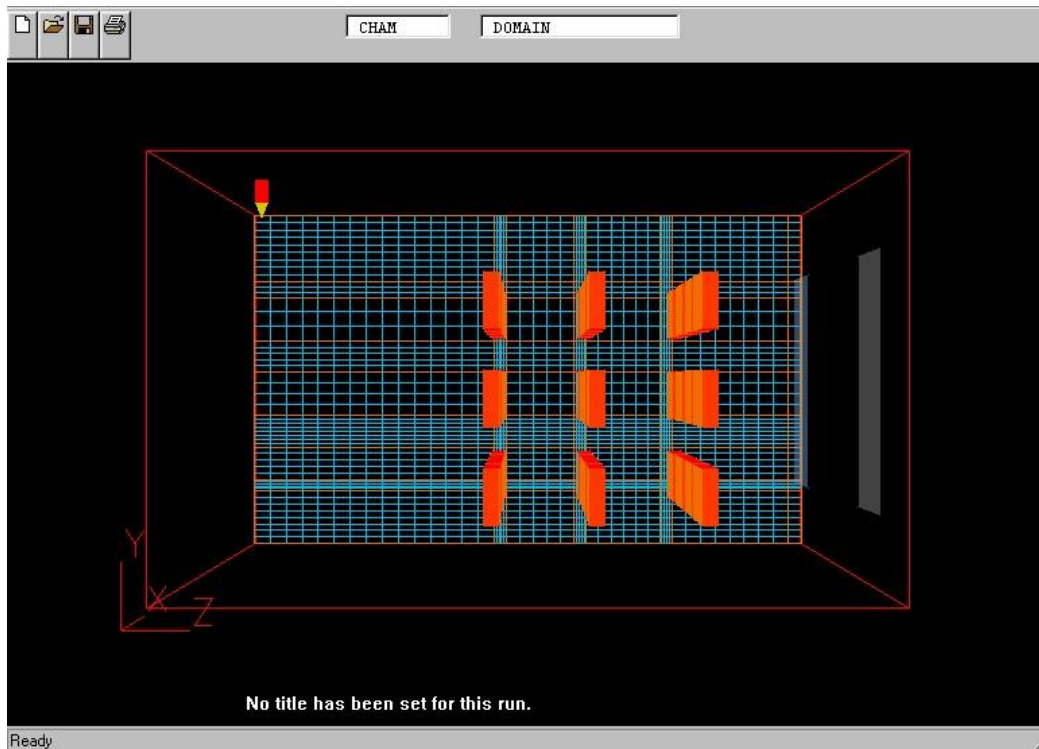 CHAM DOMAIN
Y
X
Z
No title has been set for this run.
Ready